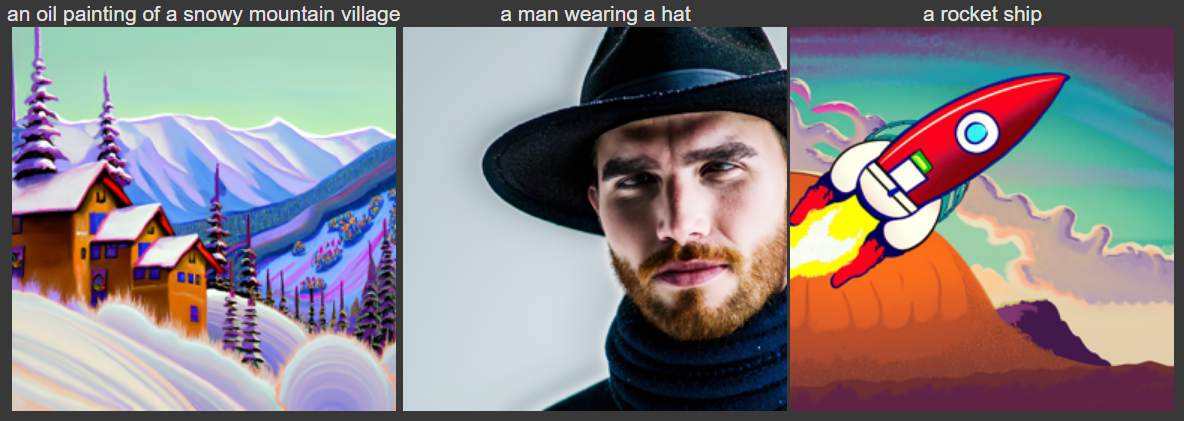 an oil painting of a snowy mountain village
a man wearing a hat
a rocket ship